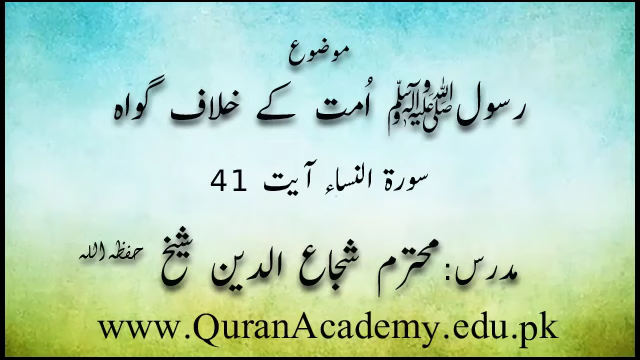 موضوع
رسول ﷺ اُمت کے خلاف گواہ
سورة النساء آیت 41
مدرس: محترم شجاع الدین شیخ حفظہ اللہ
www.QuranAcademy.edu.pk